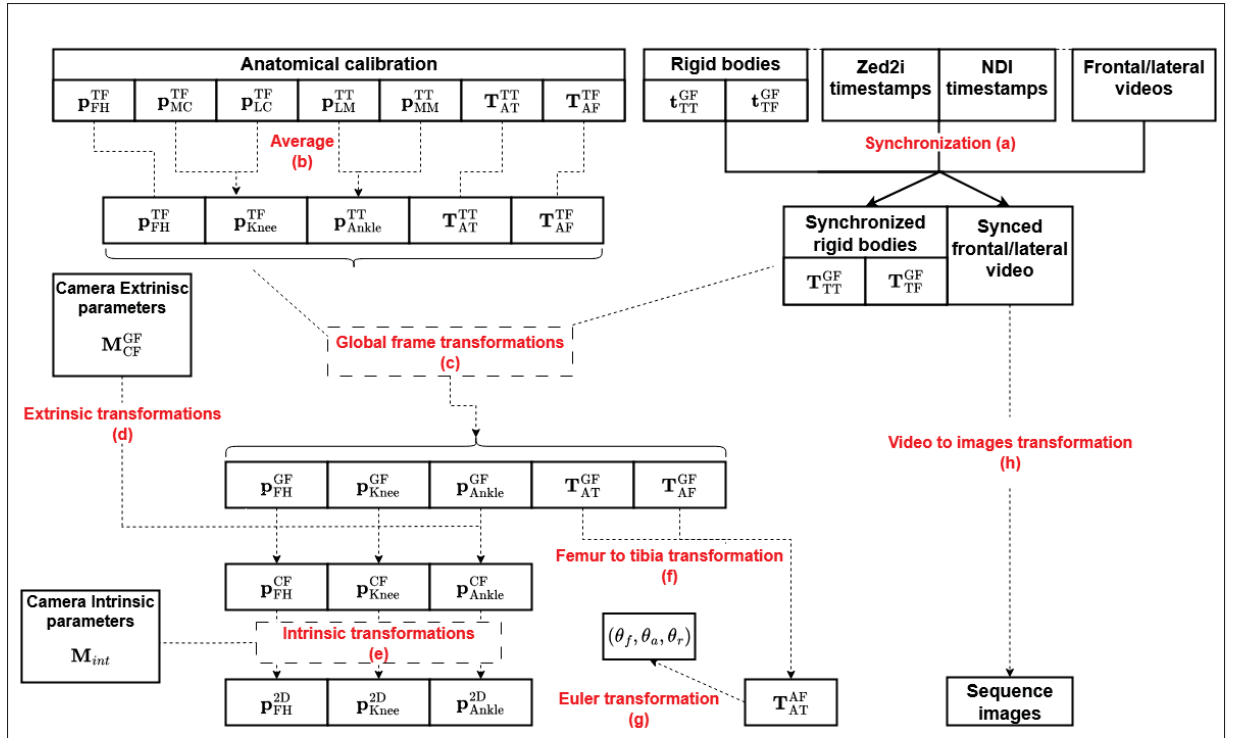 Anatomical calibration
p_FH^TF p_MC^TF p_LC^TF p_LM^TT p_MM^TT T_AT^TT T_AF^TF
Rigid bodies
t_TT^GF t_TF^GF
Zed2i
timestamps
NDI
timestamps
Frontal/lateral
videos
Average
(b)
Synchronization (a)
p_FH^TF p_Knee^TF p_Ankle^TT T_AT^TT T_AF^TF
Synchronized
rigid bodies
T_TT^GF T_TF^GF
Synced
frontal/lateral
video
Camera Extrinisc
parameters
M_CF^GF
Global frame transformations
(c)
Extrinsic transformations
(d)
Video to images transformation
(h)
p_FH^GF p_Knee^GF p_Ankle^GF T_AT^GF T_AF^GF
Femur to tibia transformation
(f)
p_FH^CF p_Knee^CF p_Ankle^CF
Camera Intrinsic
parameters
M_int
Intrinsic transformations
(e)
(θ_f, θ_a, θ_r)
p_FH^2D p_Knee^2D p_Ankle^2D
Euler transformation
(g)
T_AT^AF
Sequence
images